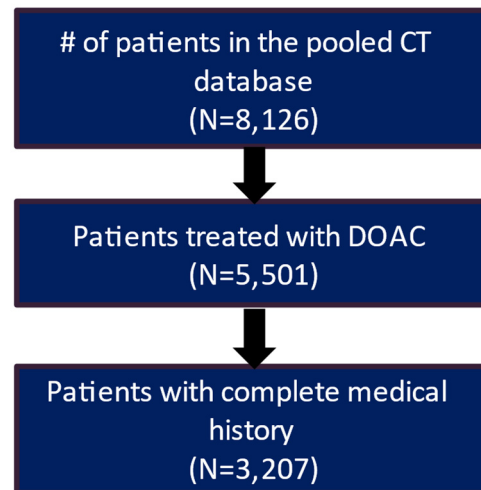 # of patients in the pooled CT
database
(N=8,126)
Patients treated with DOAC
(N=5,501)
Patients with complete medical
history
(N=3,207)